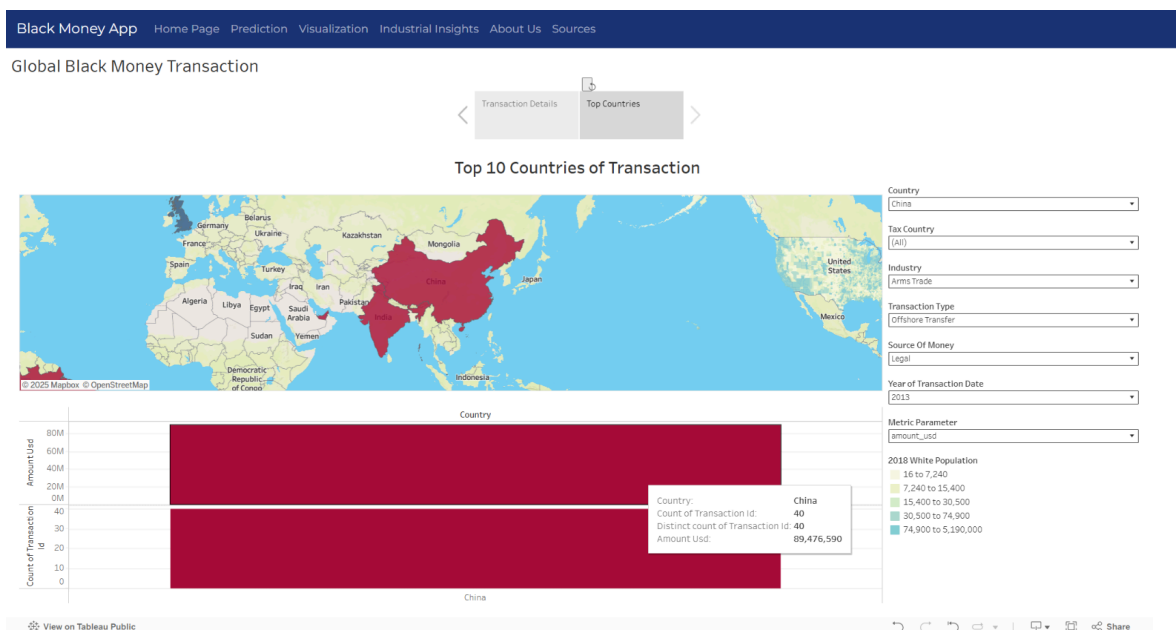 Black Money App Home Page Prediction Visualization Industrial Insights About Us Sources
Global Black Money Transaction
Transaction Details
Top Countries
Top 10 Countries of Transaction
Belarus
Germany
Ukraine
Kazakhstan
France
Mongolia
Spain
Turkey
China
Japan
United
States
Iraq
Iran
Algeria
Libya
Egypt
Saudi
Arabia
Pakistan
India
Mexico
Sudan
Yemen
Democratic
Republic
of Congo
Indonesia
© 2025 Mapbox © OpenStreetMap
Country
China
Tax Country
(All)
Industry
Arms Trade
Transaction Type
Offshore Transfer
Source Of Money
Legal
Year of Transaction Date
2013
Metric Parameter
amount_usd
2018 White Population
16 to 7,240
7,240 to 15,400
15,400 to 30,500
30,500 to 74,900
74,900 to 5,190,000
Country
Amount Usd
80M
60M
40M
20M
0M
Count of Transaction
Id
40
30
20
10
0
Country: China
Count of Transaction Id: 40
Distinct count of Transaction Id: 40
Amount Usd: 89,476,590
China
View on Tableau Public
Share